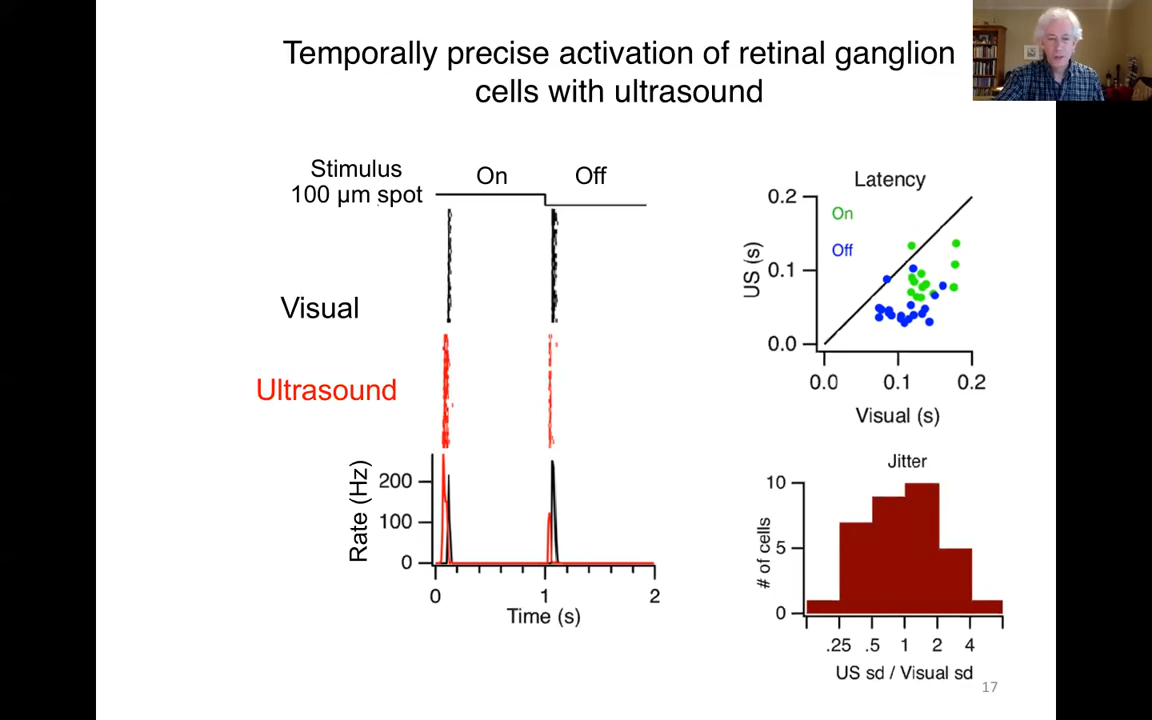 Temporally precise activation of retinal ganglion
cells with ultrasound
Stimulus
100 µm spot
On
Off
Visual
Ultrasound
Rate (Hz)
200
100
0
0
1
2
Time (s)
Latency
On
Off
US (s)
0.2
0.1
0.0
0.0
0.1
0.2
Visual (s)
Jitter
# of cells
10
5
0
.25
.5
1
2
4
US sd / Visual sd
17